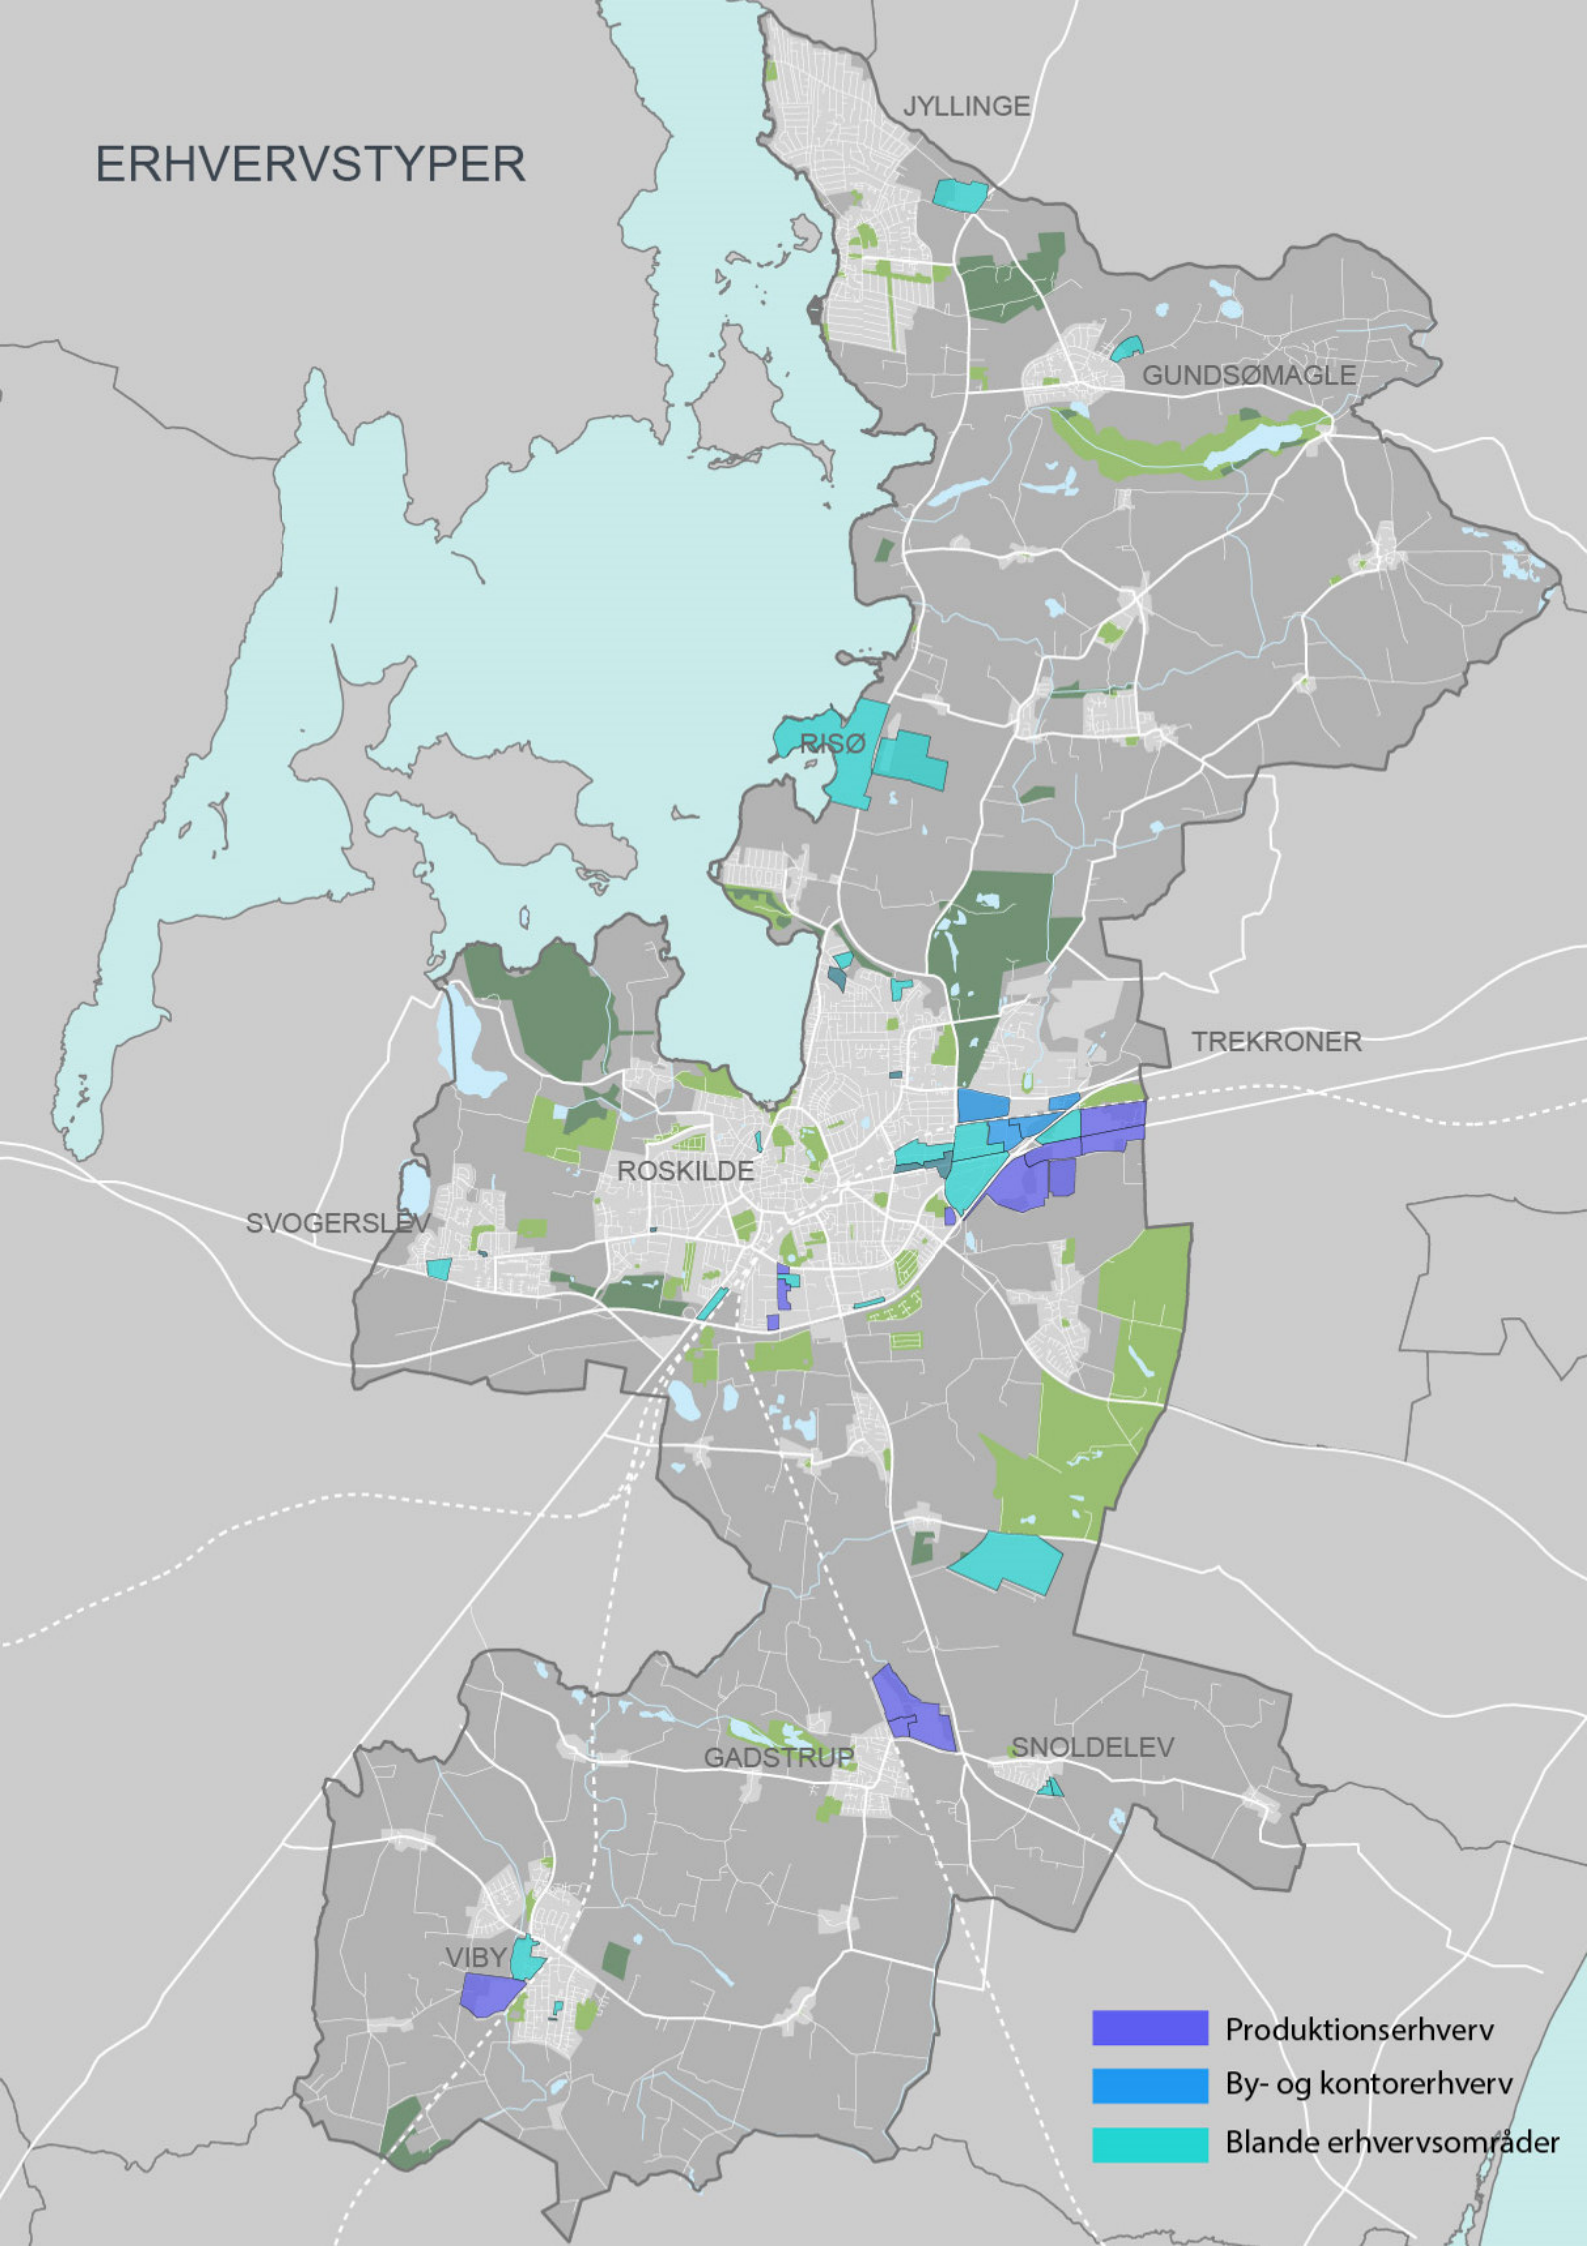 JYLLINGE
ERHVERVSTYPER
GUNDSØMAGLE
RISØ
TREKRONER
ROSKILDE
SVOGERSLEV
GADSTRUP
SNOLDELEV
VIBY
Produktionserhverv
By- og kontorerhverv
Blande erhvervsområder